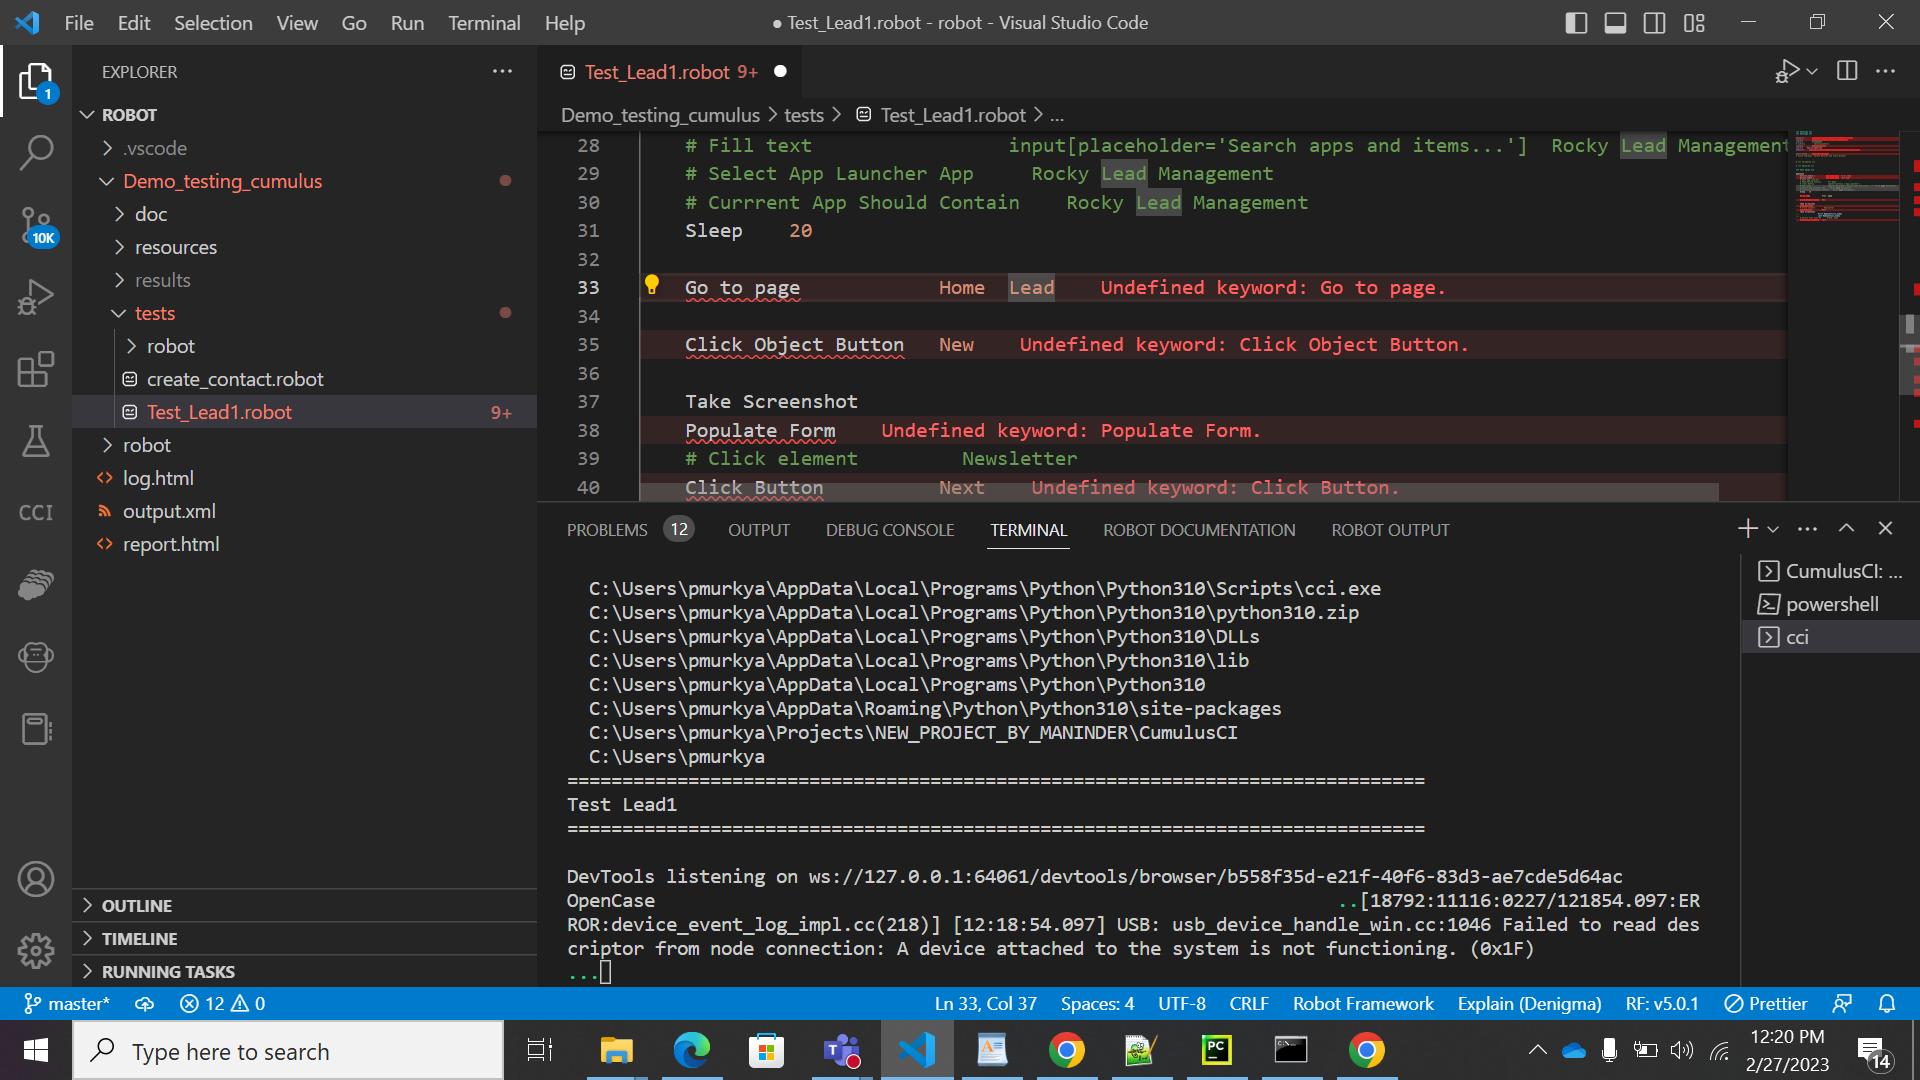 File Edit Selection View Go Run Terminal Help
● Test_Lead1.robot - robot - Visual Studio Code
EXPLORER
1
10K
CCI
ROBOT
.vscode
Demo_testing_cumulus
doc
resources
results
tests
robot
create_contact.robot
Test_Lead1.robot 9+
robot
log.html
output.xml
report.html
OUTLINE
TIMELINE
RUNNING TASKS
Test_Lead1.robot 9+
Demo_testing_cumulus > tests > Test_Lead1.robot > ...
28 # Fill text input[placeholder='Search apps and items...'] Rocky Lead Management
29 # Select App Launcher App Rocky Lead Management
30 # Currrent App Should Contain Rocky Lead Management
31 Sleep 20
32
33 Go to page Home Lead Undefined keyword: Go to page.
34
35 Click Object Button New Undefined keyword: Click Object Button.
36
37 Take Screenshot
38 Populate Form Undefined keyword: Populate Form.
39 # Click element Newsletter
40 Click Button Next Undefined keyword: Click Button.
PROBLEMS 12 OUTPUT DEBUG CONSOLE TERMINAL ROBOT DOCUMENTATION ROBOT OUTPUT
C:\Users\pmurkya\AppData\Local\Programs\Python\Python310\Scripts\cci.exe
C:\Users\pmurkya\AppData\Local\Programs\Python\Python310\python310.zip
C:\Users\pmurkya\AppData\Local\Programs\Python\Python310\DLLs
C:\Users\pmurkya\AppData\Local\Programs\Python\Python310\lib
C:\Users\pmurkya\AppData\Local\Programs\Python\Python310
C:\Users\pmurkya\AppData\Roaming\Python\Python310\site-packages
C:\Users\pmurkya\Projects\NEW_PROJECT_BY_MANINDER\CumulusCI
C:\Users\pmurkya
==============================================================================
Test Lead1
==============================================================================
DevTools listening on ws://127.0.0.1:64061/devtools/browser/b558f35d-e21f-40f6-83d3-ae7cde5d64ac
OpenCase ..[18792:11116:0227/121854.097:ER
ROR:device_event_log_impl.cc(218)] [12:18:54.097] USB: usb_device_handle_win.cc:1046 Failed to read des
criptor from node connection: A device attached to the system is not functioning. (0x1F)
...
CumulusCI: ...
powershell
cci
master* 12 0 Ln 33, Col 37 Spaces: 4 UTF-8 CRLF Robot Framework Explain (Denigma) RF: v5.0.1 Prettier
Type here to search
12:20 PM
2/27/2023
14